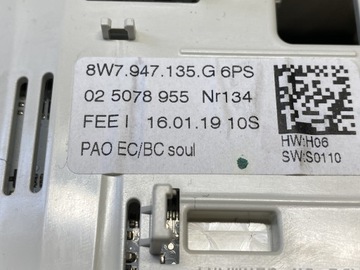 8W7.947.135.G 6PS
02 5078 955 Nr134
FEE I 16.01.19 10S
PAO EC/BC soul
HW:H06
SW:S0110